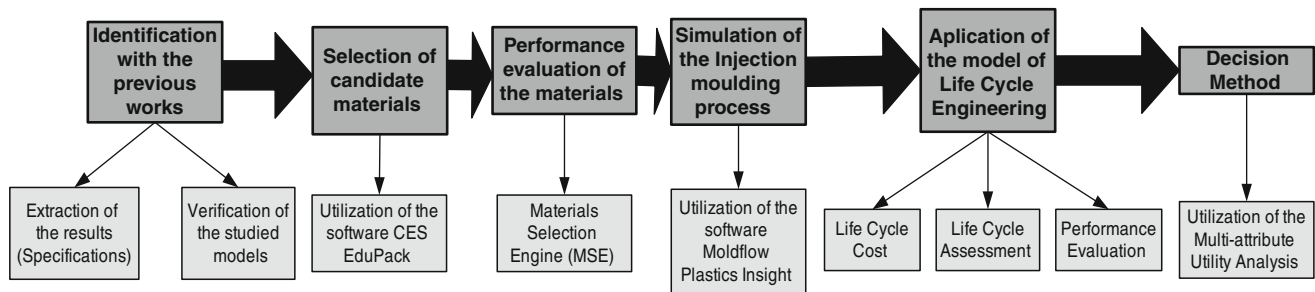 Identification
with the
previous
works
Selection of
candidate
materials
Performance
evaluation of
the materials
Simulation of
the Injection
moulding
process
Aplication of
the model of
Life Cycle
Engineering
Decision
Method
Extraction of
the results
(Specifications)
Verification of
the studied
models
Utilization of the
software CES
EduPack
Materials
Selection
Engine (MSE)
Utilization of the
software
Moldflow
Plastics Insight
Life Cycle
Cost
Life Cycle
Assessment
Performance
Evaluation
Utilization of the
Multi-attribute
Utility Analysis